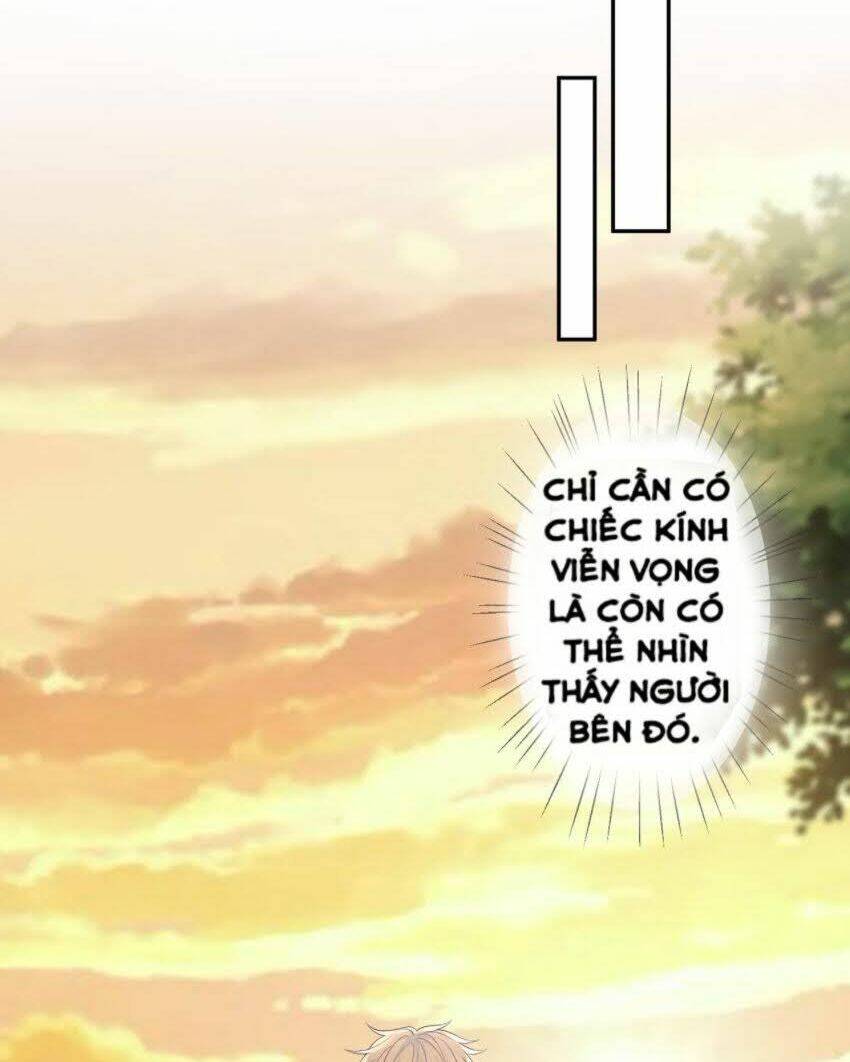 CHỈ CẦN CÓ
CHIẾC KÍNH
VIỄN VỌNG
LÀ CÒN CÓ
THỂ NHÌN
THẤY NGƯỜI
BÊN ĐÓ.